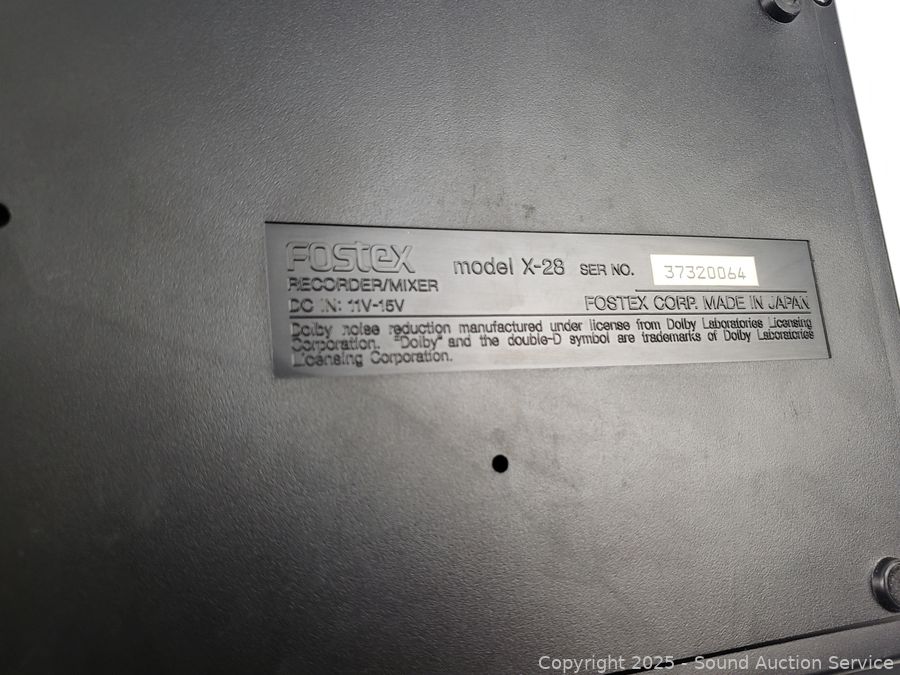 Fostex model X-28 SER NO. 37320064
RECORDER/MIXER
DC IN: 11V-15V FOSTEX CORP. MADE IN JAPAN
Dolby noise reduction manufactured under license from Dolby Laboratories Licensing
Corporation. "Dolby" and the double-D symbol are trademarks of Dolby Laboratories
Licensing Corporation.
Copyright 2025 - Sound Auction Service